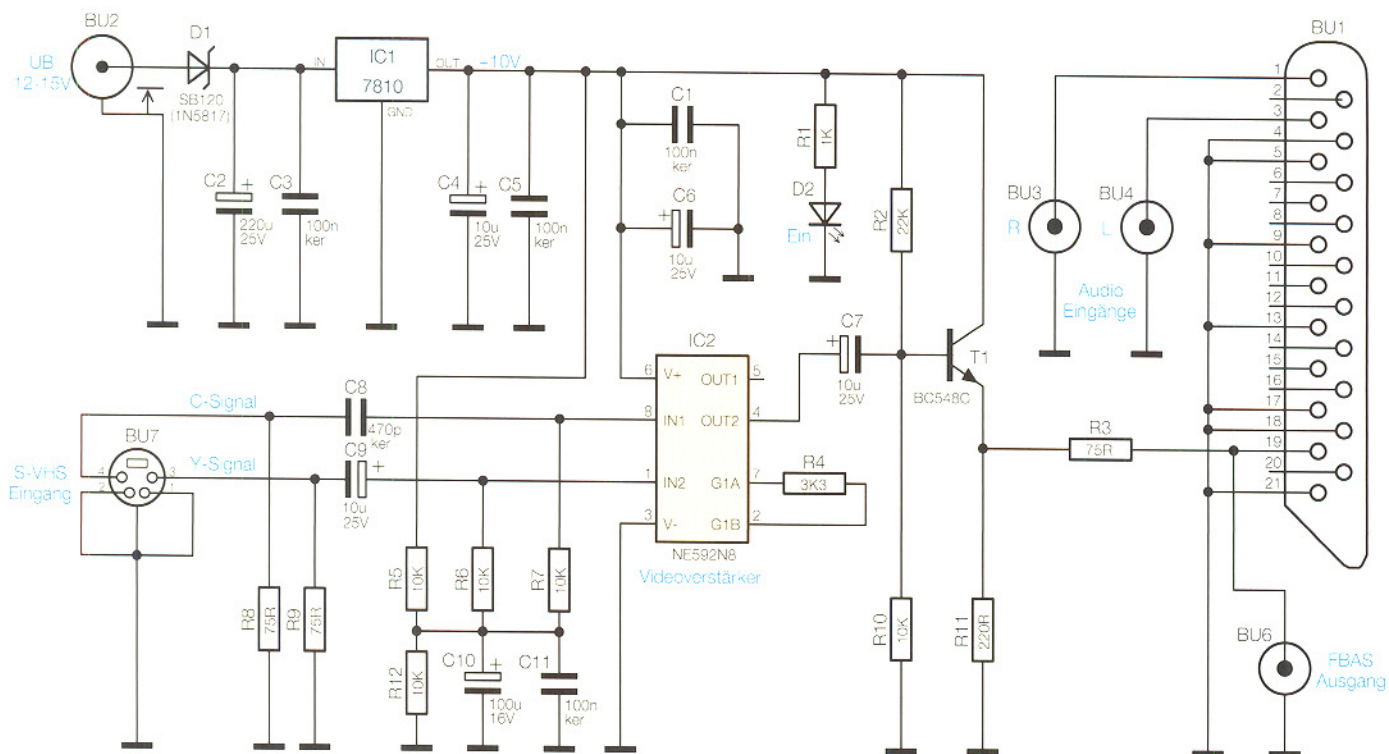 BU2
UB
12-15V
D1
SB120
(1N5817)
IN
IC1
7810
OUT
GND
~10V
C2
+
220u
25V
C3
100n
ker
C4
+
10u
25V
C5
100n
ker
C1
100n
ker
C6
+
10u
25V
R1
1K
D2
Ein
R2
22K
BU1
1
2
3
4
5
6
7
8
9
10
11
12
13
14
15
16
17
18
19
20
21
BU3
R
BU4
L
Audio
Eingänge
C7
+
10u
25V
T1
BC548C
IC2
6
V+
OUT1
5
8
IN1
OUT2
4
1
IN2
G1A
7
3
V-
G1B
2
NE592N8
Videoverstärker
R4
3K3
C-Signal
C8
470p
ker
BU7
S-VHS
Eingang
4
3
2
1
Y-Signal
C9
+
10u
25V
R3
75R
R8
75R
R9
75R
R5
10K
R6
10K
R7
10K
R12
10K
C10
+
100u
16V
C11
100n
ker
R10
10K
R11
220R
BU6
FBAS
Ausgang